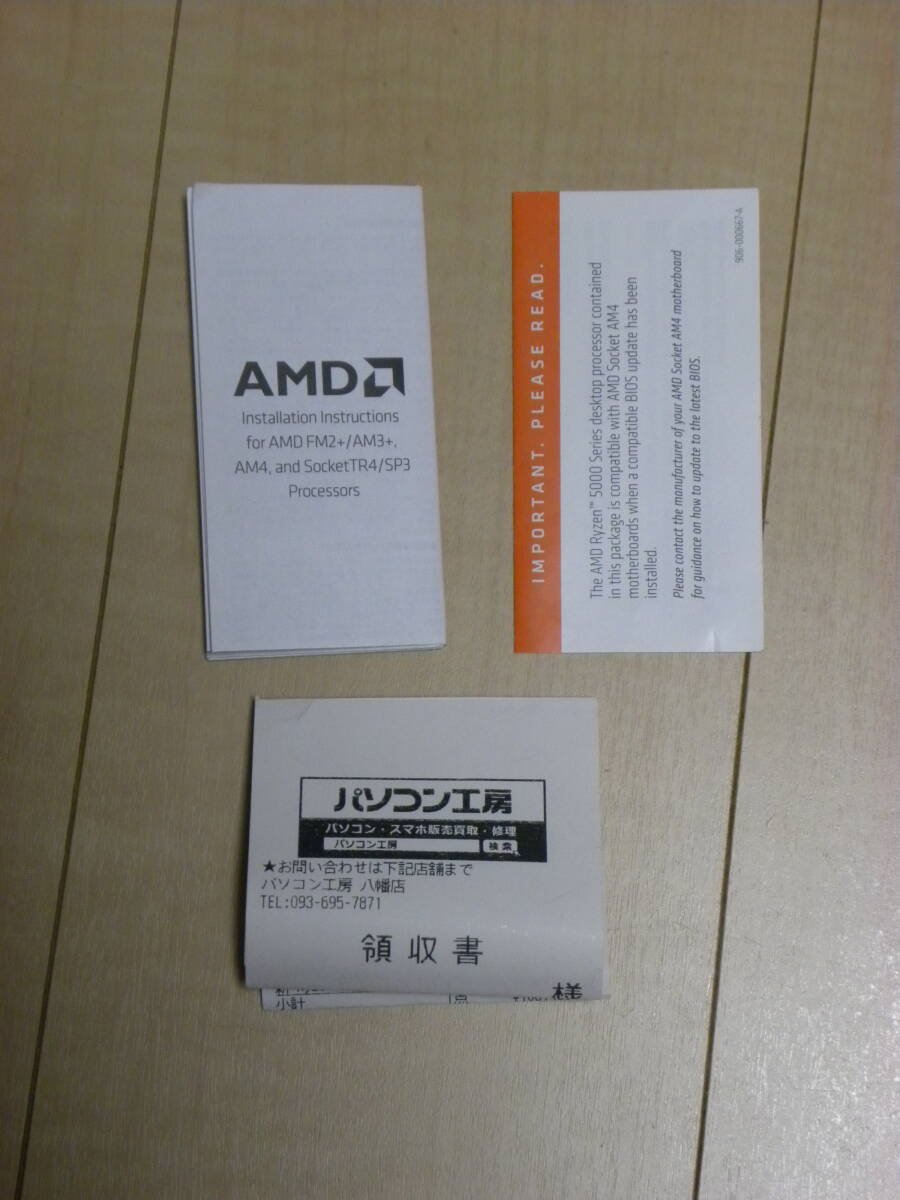 AMD
Installation Instructions
for AMD FM2+/AM3+,
AM4, and SocketTR4/SP3
Processors
IMPORTANT. PLEASE READ.
The AMD Ryzen™ 5000 Series desktop processor contained
in this package is compatible with AMD Socket AM4
motherboards when a compatible BIOS update has been
installed.
Please contact the manufacturer of your AMD Socket AM4 motherboard
for guidance on how to update to the latest BIOS.
906-000667-A
パソコン工房
パソコン・スマホ販売買取・修理
パソコン工房 検索
★お問い合わせは下記店舗まで
パソコン工房 八幡店
TEL:093-695-7871
領収書
様
小計 点